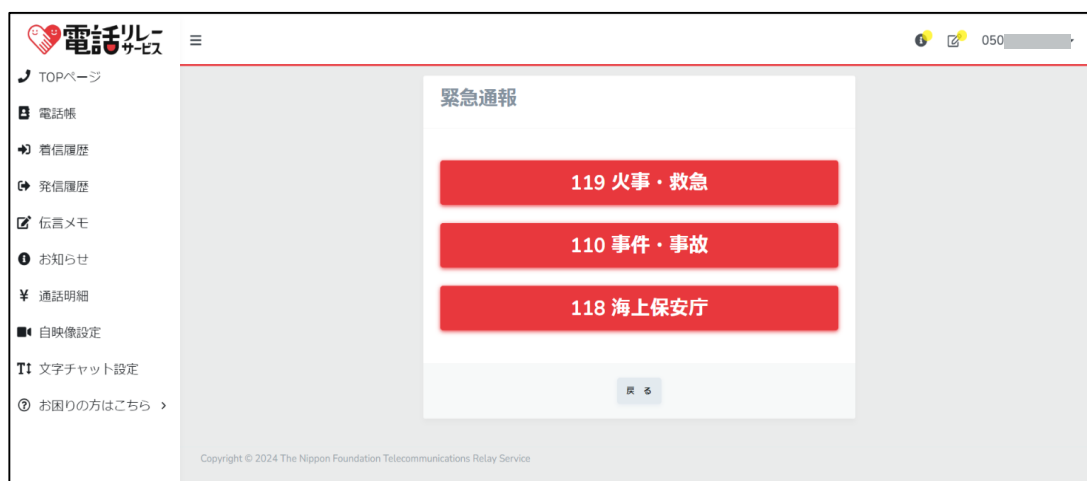 電話リレーサービス
050
TOPページ
電話帳
着信履歴
発信履歴
伝言メモ
お知らせ
¥ 通話明細
自映像設定
文字チャット設定
お困りの方はこちら
緊急通報
119 火事・救急
110 事件・事故
118 海上保安庁
戻る
Copyright © 2024 The Nippon Foundation Telecommunications Relay Service